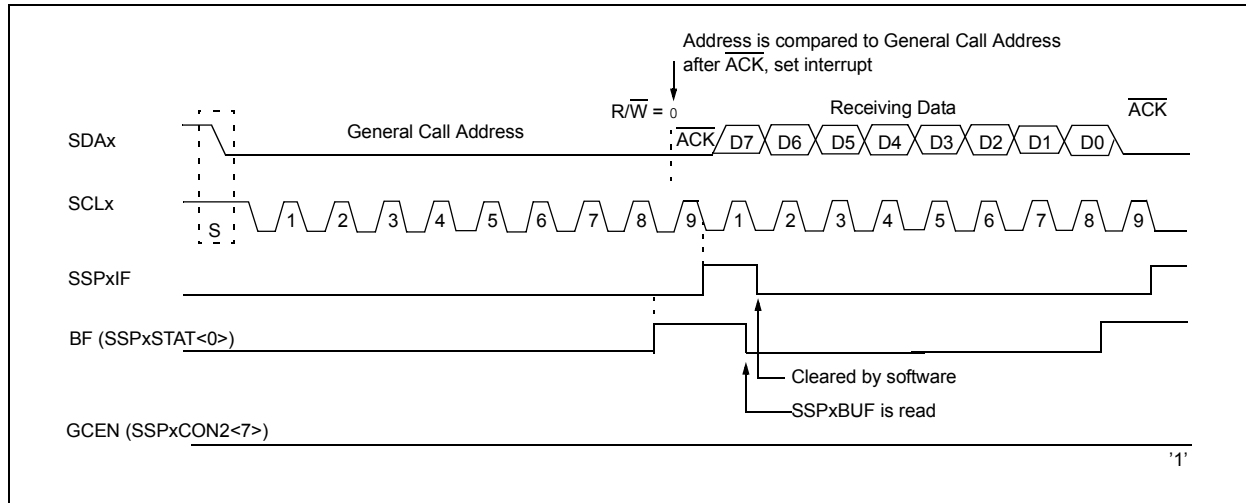 Address is compared to General Call Address
after ACK, set interrupt
R/W = 0
Receiving Data
ACK
SDAx
General Call Address
ACK D7 D6 D5 D4 D3 D2 D1 D0
SCLx
S
1 2 3 4 5 6 7 8 9 1 2 3 4 5 6 7 8 9
SSPxIF
BF (SSPxSTAT<0>)
Cleared by software
SSPxBUF is read
GCEN (SSPxCON2<7>)
'1'